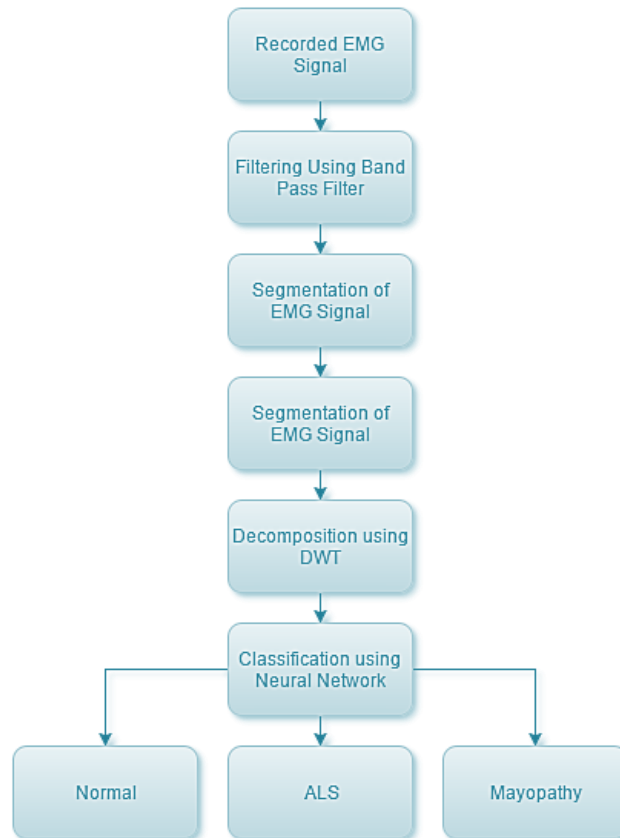 Recorded EMG
Signal
Filtering Using Band
Pass Filter
Segmentation of
EMG Signal
Segmentation of
EMG Signal
Decomposition using
DWT
Classification using
Neural Network
Normal
ALS
Mayopathy